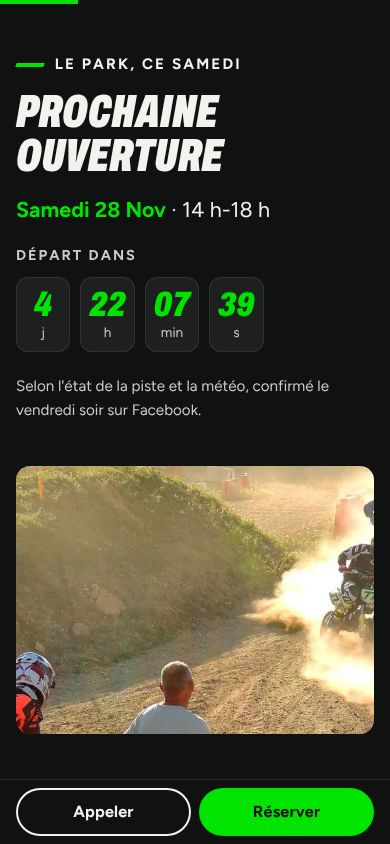 LE PARK, CE SAMEDI
PROCHAINE
OUVERTURE
Samedi 28 Nov · 14 h-18 h
DÉPART DANS
4 22 07 39
j h min s
Selon l'état de la piste et la météo, confirmé le
vendredi soir sur Facebook.
Appeler Réserver